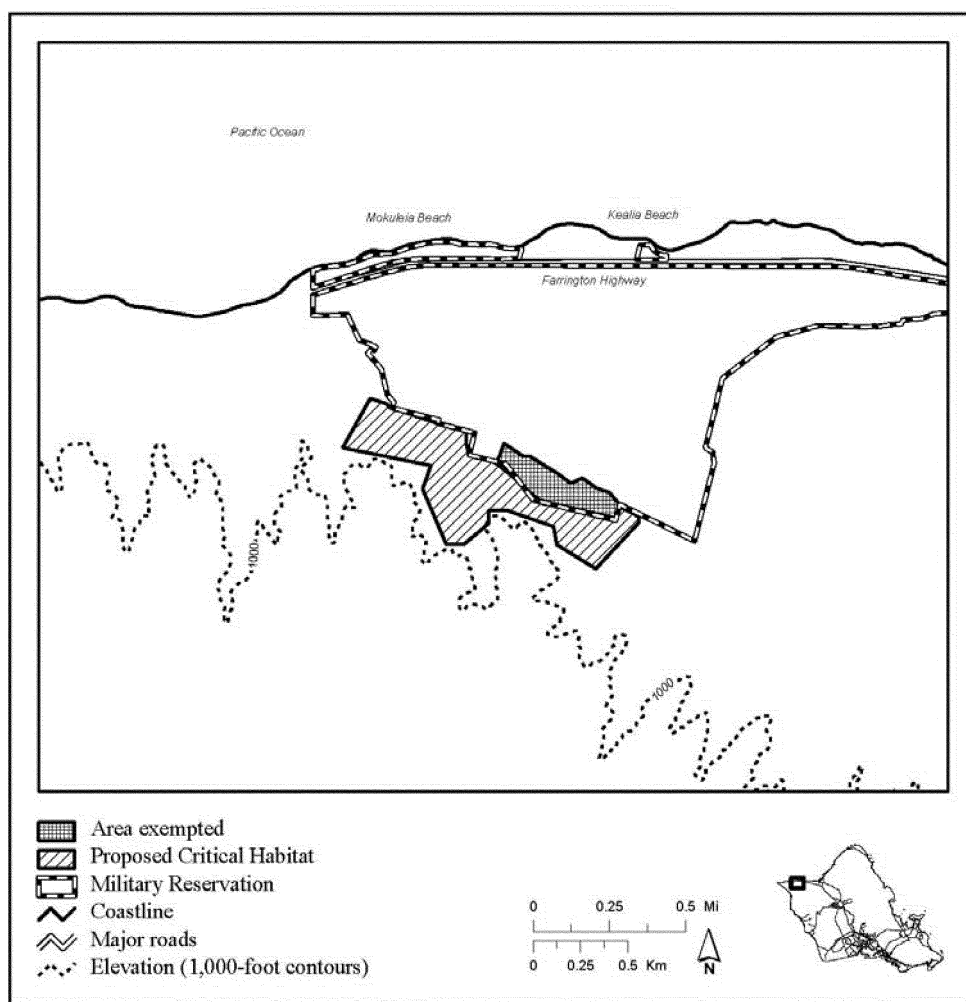 Pacific Ocean
Mokuleia Beach
Kealia Beach
Farrington Highway
1000
1000
Area exempted
Proposed Critical Habitat
Military Reservation
Coastline
Major roads
Elevation (1,000-foot contours)
0 0.25 0.5 Mi
0 0.25 0.5 Km
N